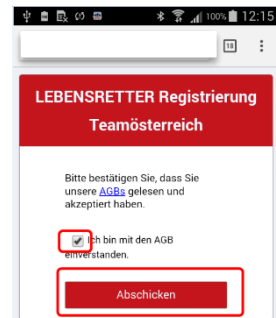 100% 12:15
18
LEBENSRETTER Registrierung
Teamösterreich
Bitte bestätigen Sie, dass Sie
unsere AGBs gelesen und
akzeptiert haben.
Ich bin mit den AGB
einverstanden.
Abschicken